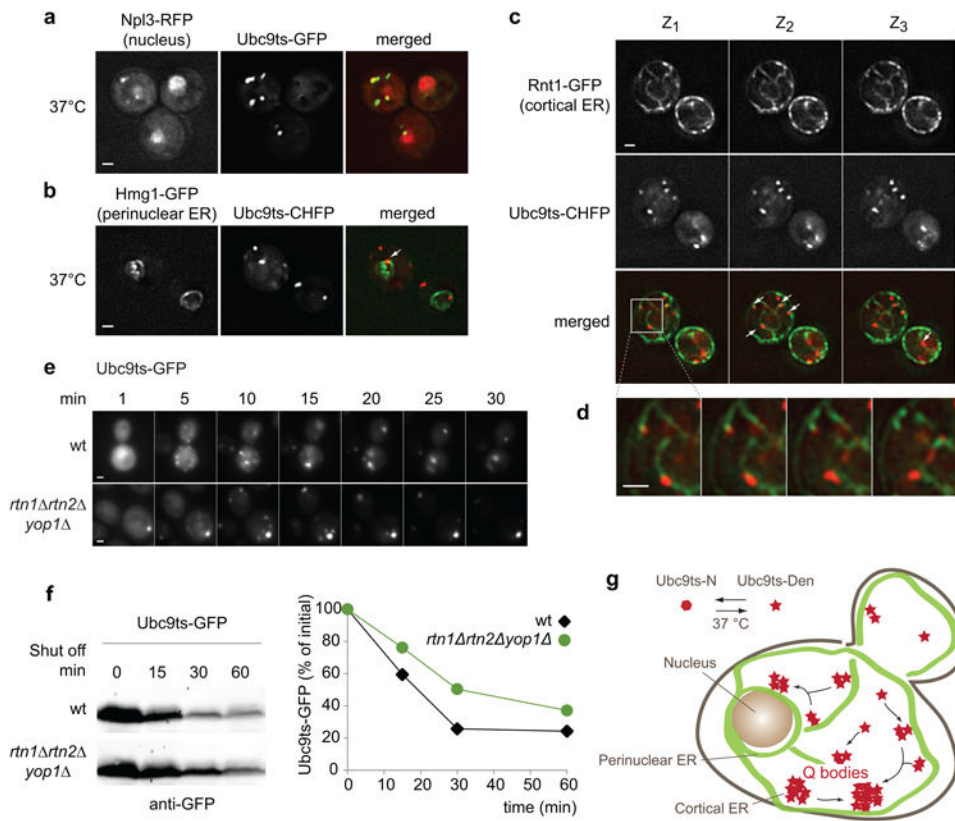 a
Npl3-RFP
(nucleus)
Ubc9ts-GFP
merged
37°C
b
Hmg1-GFP
(perinuclear ER)
Ubc9ts-CHFP
merged
37°C
c
Z1
Z2
Z3
Rnt1-GFP
(cortical ER)
Ubc9ts-CHFP
merged
d
e
Ubc9ts-GFP
min
1
5
10
15
20
25
30
wt
rtn1Δrtn2Δ
yop1Δ
f
Ubc9ts-GFP
Shut off
min
0
15
30
60
wt
rtn1Δrtn2Δ
yop1Δ
anti-GFP
Ubc9ts-GFP (% of initial)
100
80
60
40
20
0
0
10
20
30
40
50
60
time (min)
wt
rtn1Δrtn2Δyop1Δ
g
Ubc9ts-N
Ubc9ts-Den
37 °C
Nucleus
Perinuclear ER
Q bodies
Cortical ER